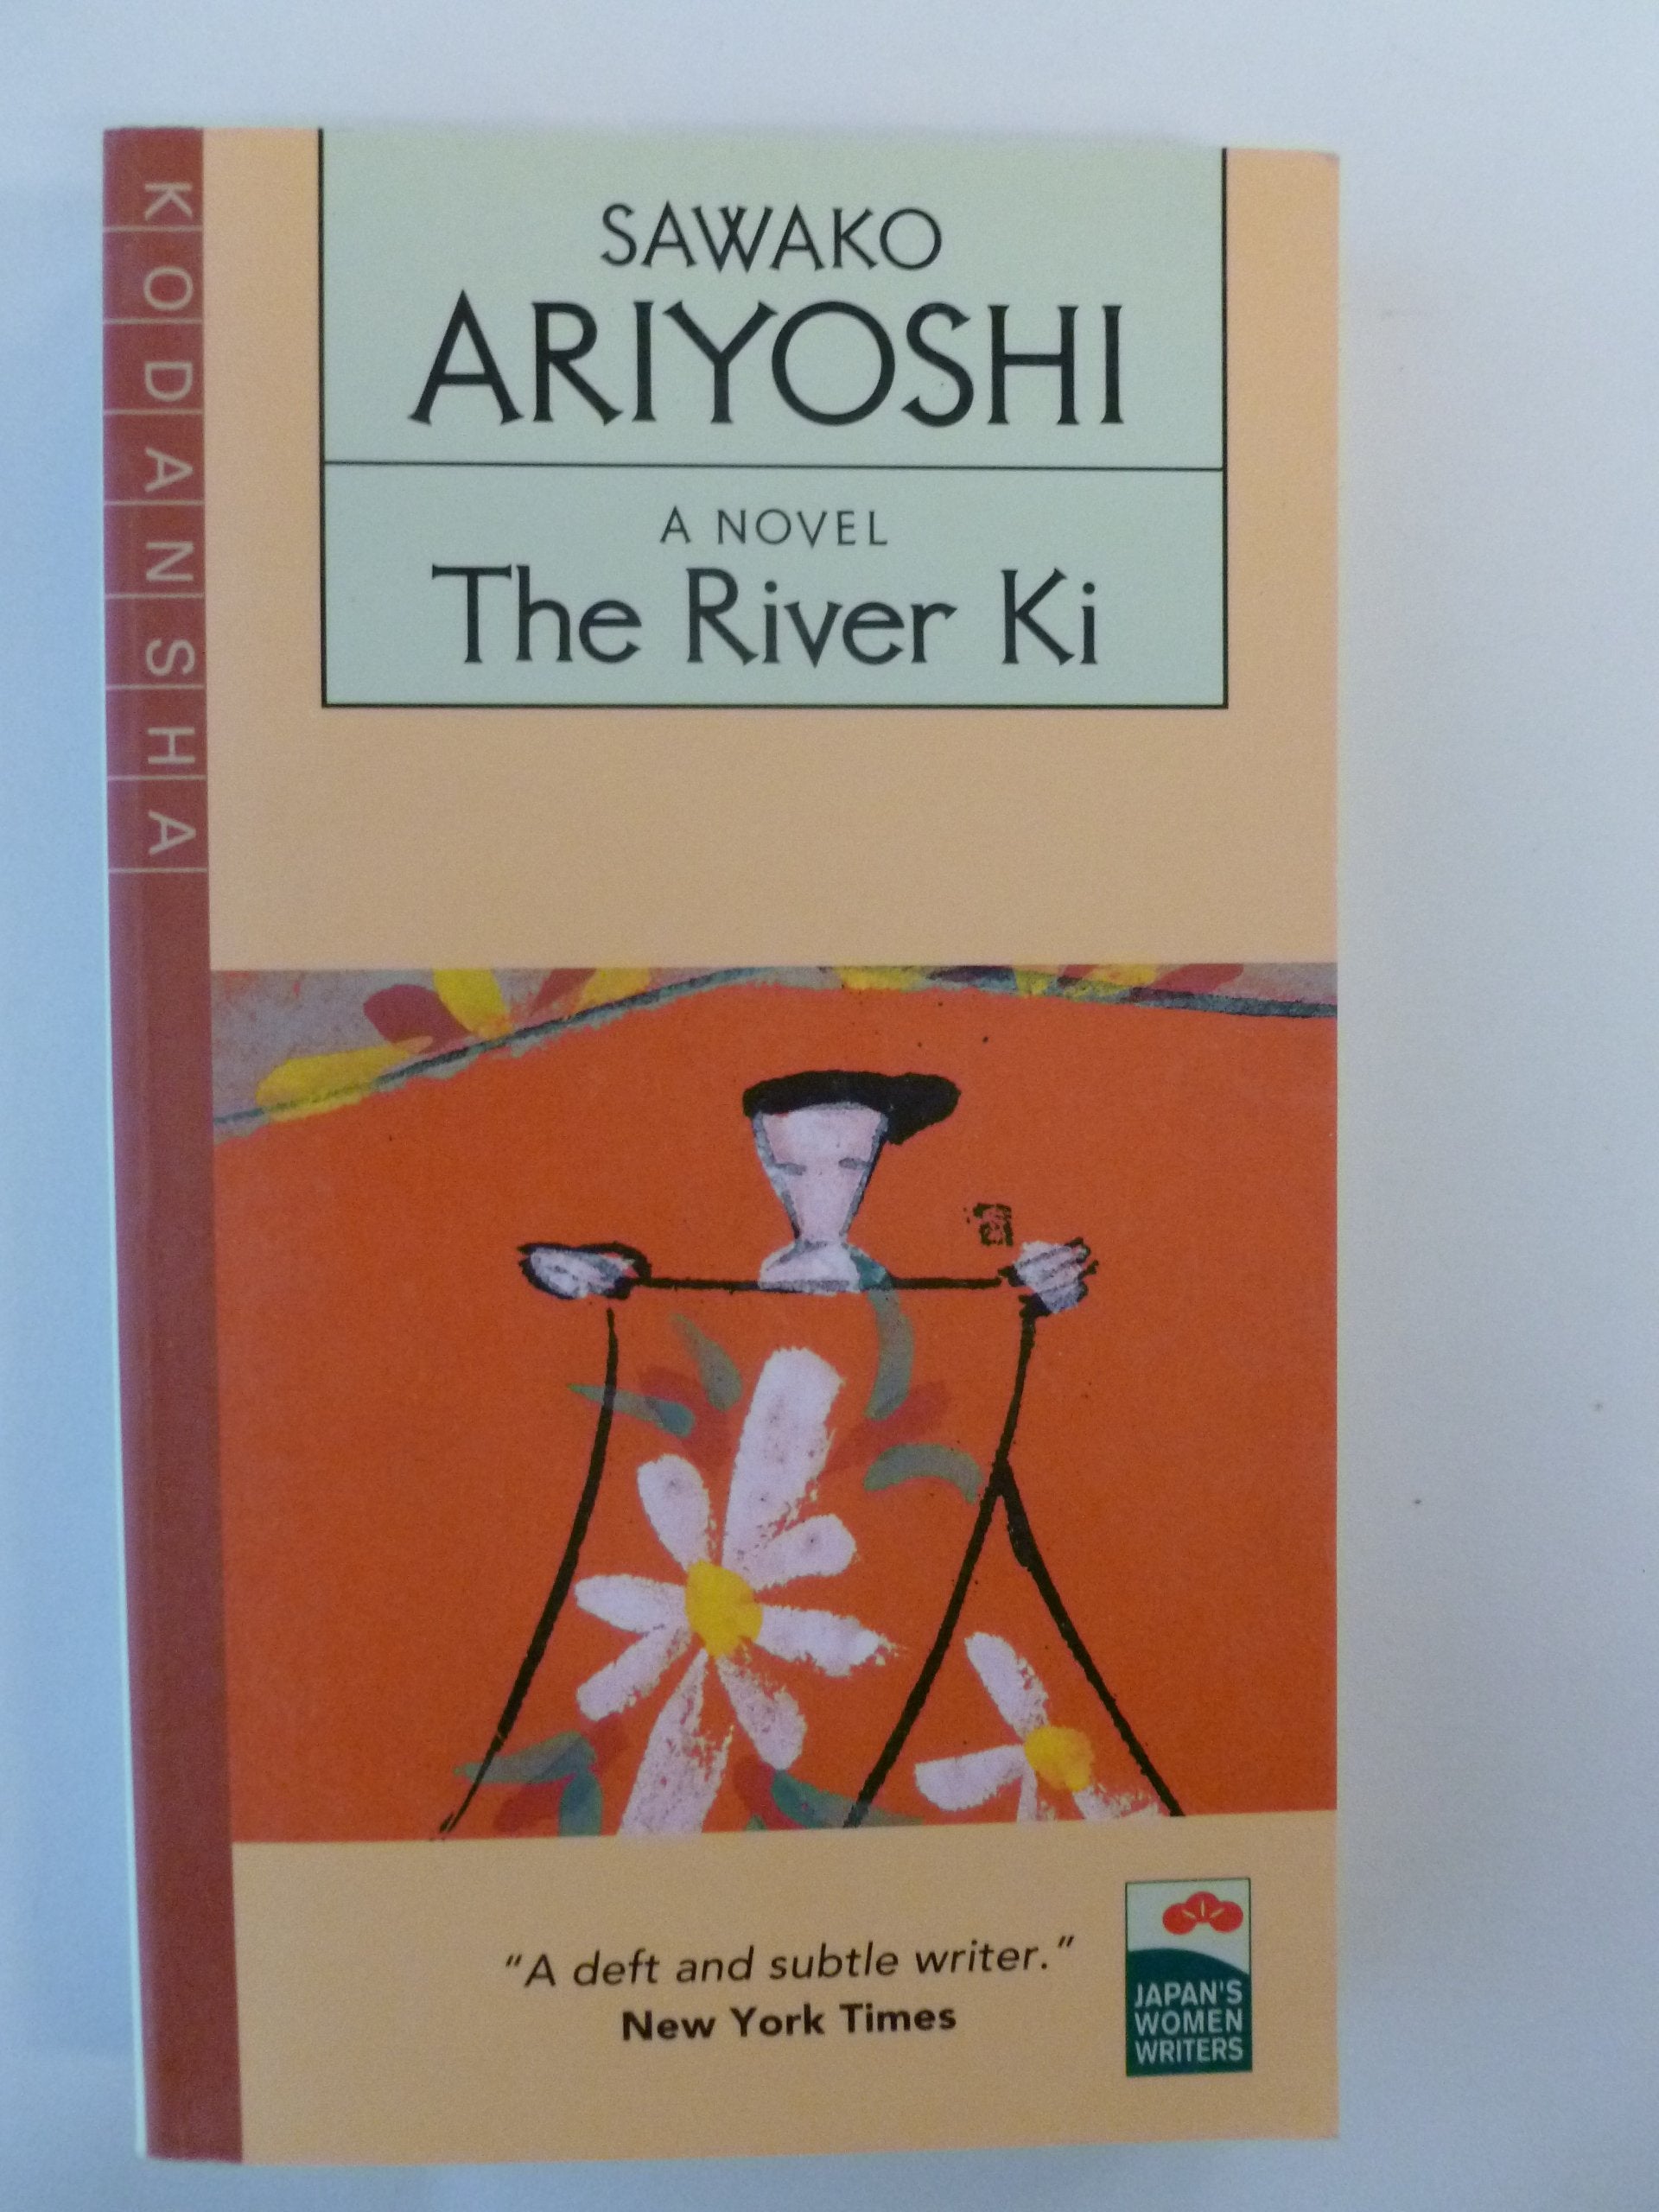 KODANSHA
SAWAKO
ARIYOSHI
A NOVEL
The River Ki
“A deft and subtle writer.”
New York Times
JAPAN'S
WOMEN
WRITERS